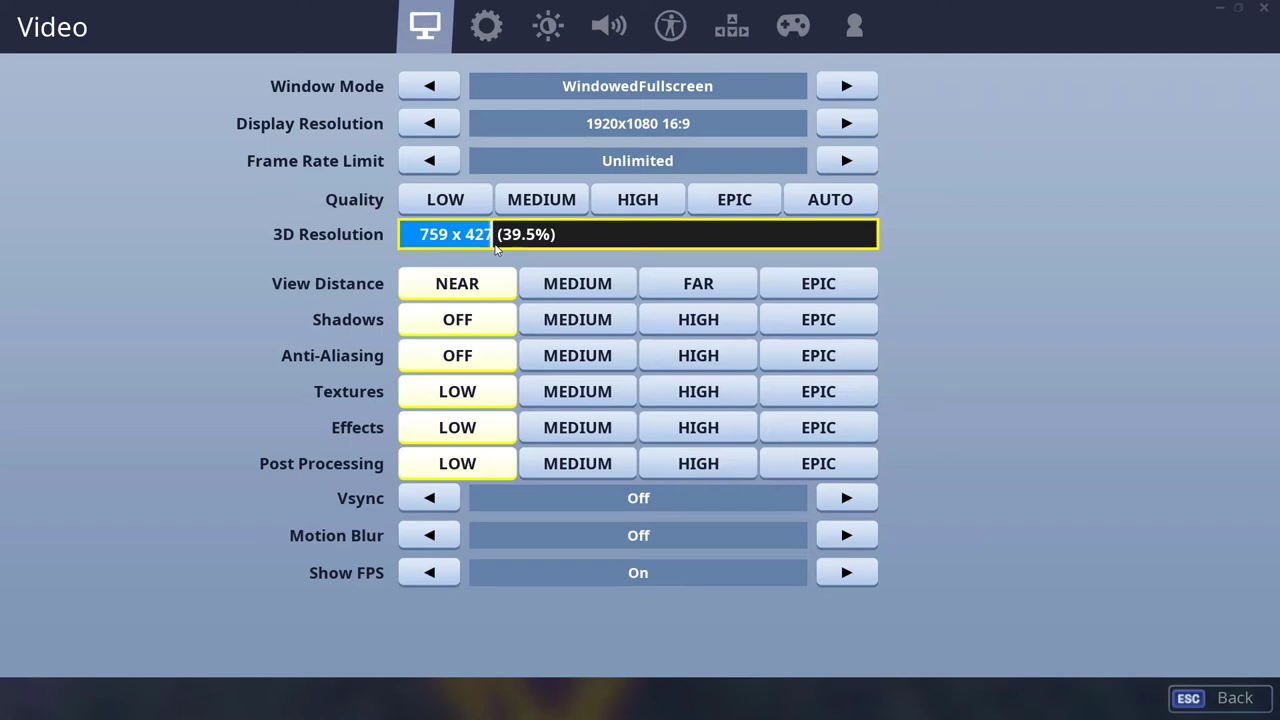 Video
Window Mode ◀ WindowedFullscreen ▶
Display Resolution ◀ 1920x1080 16:9 ▶
Frame Rate Limit ◀ Unlimited ▶
Quality LOW MEDIUM HIGH EPIC AUTO
3D Resolution 759 x 427 (39.5%)
View Distance NEAR MEDIUM FAR EPIC
Shadows OFF MEDIUM HIGH EPIC
Anti-Aliasing OFF MEDIUM HIGH EPIC
Textures LOW MEDIUM HIGH EPIC
Effects LOW MEDIUM HIGH EPIC
Post Processing LOW MEDIUM HIGH EPIC
Vsync ◀ Off ▶
Motion Blur ◀ Off ▶
Show FPS ◀ On ▶
ESC Back